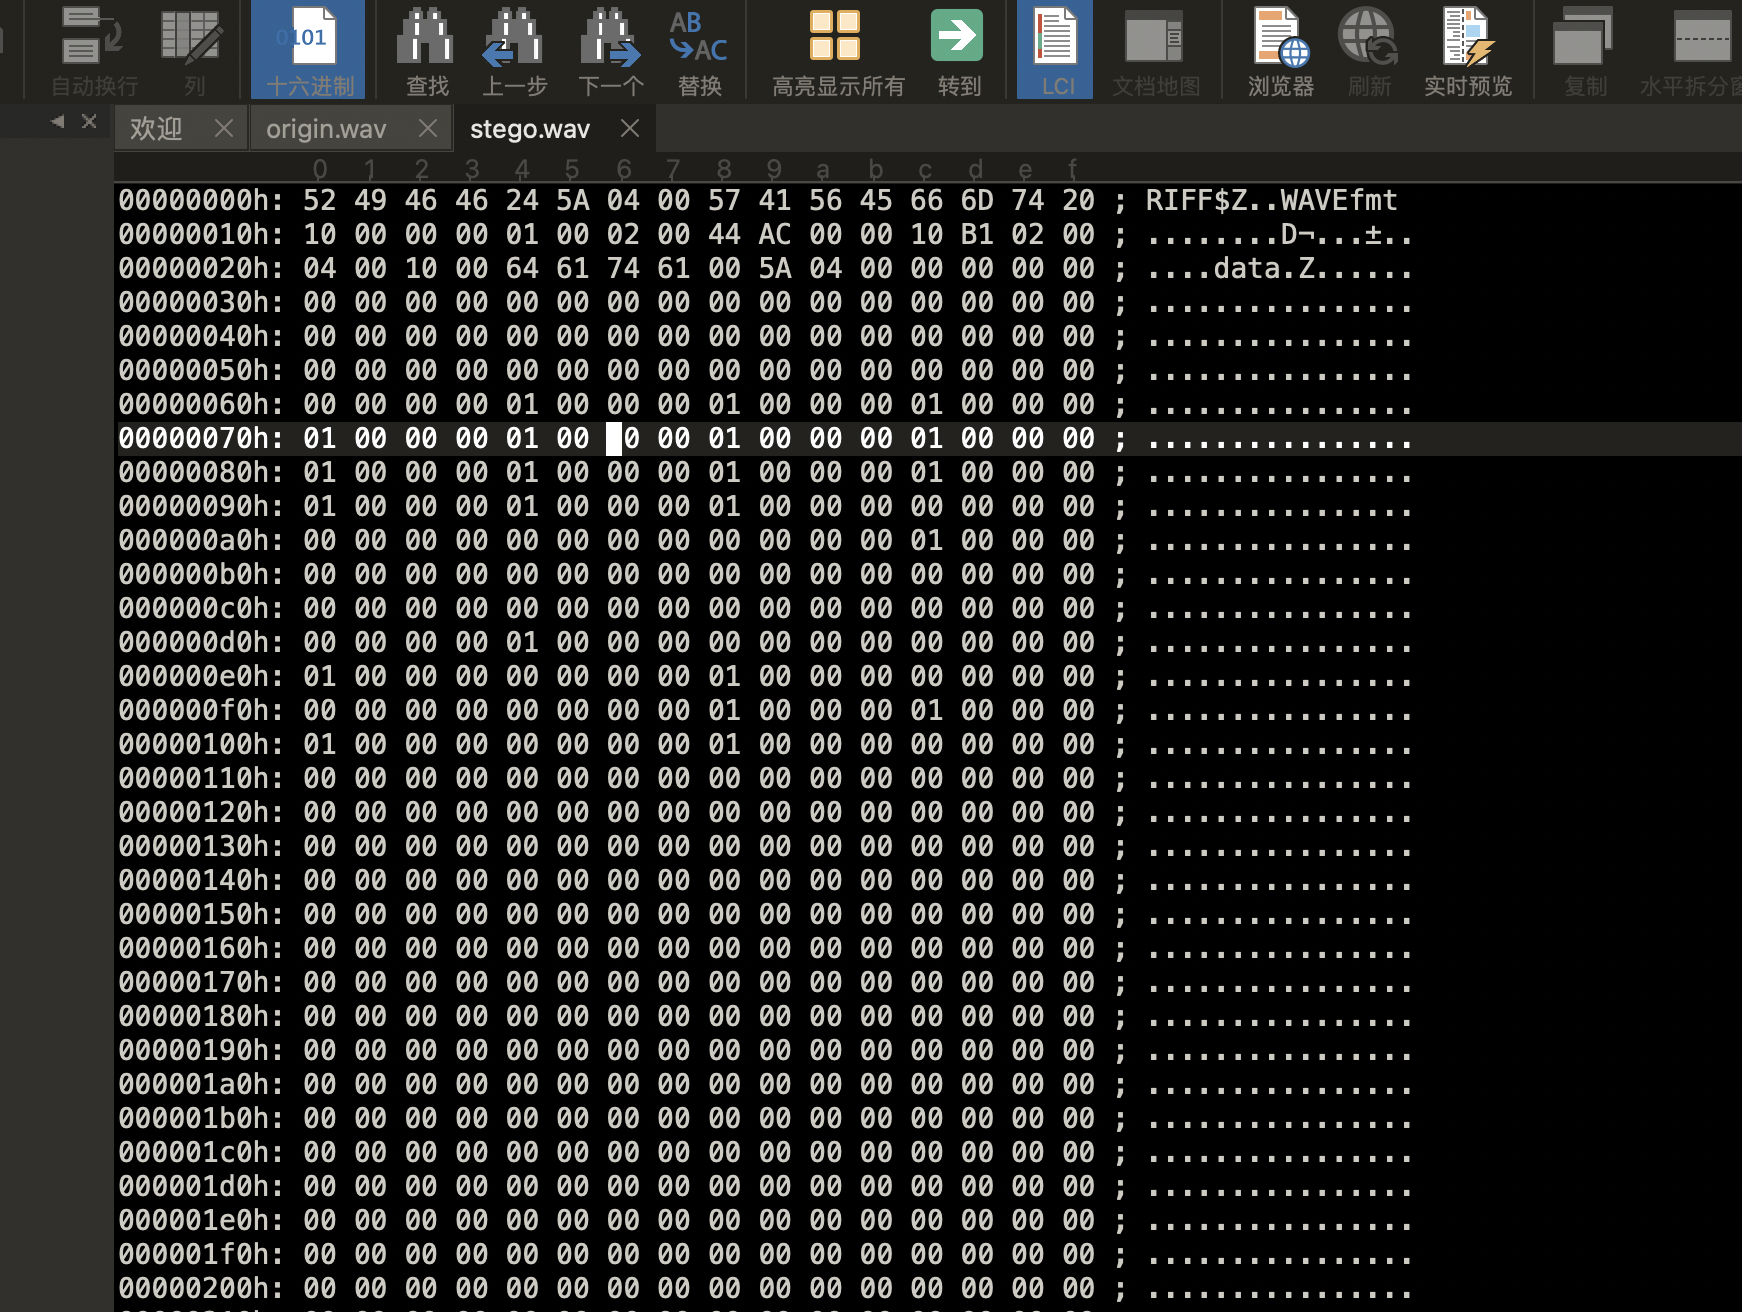 自动换行 列 0101 十六进制 查找 上一步 下一个 AB AC 替换 高亮显示所有 转到 LCI 文档地图 浏览器 刷新 实时预览 复制 水平拆分窗
欢迎 origin.wav stego.wav
0 1 2 3 4 5 6 7 8 9 a b c d e f
00000000h: 52 49 46 46 24 5A 04 00 57 41 56 45 66 6D 74 20 ; RIFF$Z..WAVEfmt
00000010h: 10 00 00 00 01 00 02 00 44 AC 00 00 10 B1 02 00 ; ........D¬...±..
00000020h: 04 00 10 00 64 61 74 61 00 5A 04 00 00 00 00 00 ; ....data.Z......
00000030h: 00 00 00 00 00 00 00 00 00 00 00 00 00 00 00 00 ; ................
00000040h: 00 00 00 00 00 00 00 00 00 00 00 00 00 00 00 00 ; ................
00000050h: 00 00 00 00 00 00 00 00 00 00 00 00 00 00 00 00 ; ................
00000060h: 00 00 00 00 01 00 00 00 01 00 00 00 01 00 00 00 ; ................
00000070h: 01 00 00 00 01 00 0 00 01 00 00 00 01 00 00 00 ; ................
00000080h: 01 00 00 00 01 00 00 00 01 00 00 00 01 00 00 00 ; ................
00000090h: 01 00 00 00 01 00 00 00 01 00 00 00 00 00 00 00 ; ................
000000a0h: 00 00 00 00 00 00 00 00 00 00 00 00 01 00 00 00 ; ................
000000b0h: 00 00 00 00 00 00 00 00 00 00 00 00 00 00 00 00 ; ................
000000c0h: 00 00 00 00 00 00 00 00 00 00 00 00 00 00 00 00 ; ................
000000d0h: 00 00 00 00 01 00 00 00 00 00 00 00 00 00 00 00 ; ................
000000e0h: 01 00 00 00 00 00 00 00 01 00 00 00 00 00 00 00 ; ................
000000f0h: 00 00 00 00 00 00 00 00 01 00 00 00 01 00 00 00 ; ................
00000100h: 01 00 00 00 00 00 00 00 01 00 00 00 00 00 00 00 ; ................
00000110h: 00 00 00 00 00 00 00 00 00 00 00 00 00 00 00 00 ; ................
00000120h: 00 00 00 00 00 00 00 00 00 00 00 00 00 00 00 00 ; ................
00000130h: 00 00 00 00 00 00 00 00 00 00 00 00 00 00 00 00 ; ................
00000140h: 00 00 00 00 00 00 00 00 00 00 00 00 00 00 00 00 ; ................
00000150h: 00 00 00 00 00 00 00 00 00 00 00 00 00 00 00 00 ; ................
00000160h: 00 00 00 00 00 00 00 00 00 00 00 00 00 00 00 00 ; ................
00000170h: 00 00 00 00 00 00 00 00 00 00 00 00 00 00 00 00 ; ................
00000180h: 00 00 00 00 00 00 00 00 00 00 00 00 00 00 00 00 ; ................
00000190h: 00 00 00 00 00 00 00 00 00 00 00 00 00 00 00 00 ; ................
000001a0h: 00 00 00 00 00 00 00 00 00 00 00 00 00 00 00 00 ; ................
000001b0h: 00 00 00 00 00 00 00 00 00 00 00 00 00 00 00 00 ; ................
000001c0h: 00 00 00 00 00 00 00 00 00 00 00 00 00 00 00 00 ; ................
000001d0h: 00 00 00 00 00 00 00 00 00 00 00 00 00 00 00 00 ; ................
000001e0h: 00 00 00 00 00 00 00 00 00 00 00 00 00 00 00 00 ; ................
000001f0h: 00 00 00 00 00 00 00 00 00 00 00 00 00 00 00 00 ; ................
00000200h: 00 00 00 00 00 00 00 00 00 00 00 00 00 00 00 00 ; ................